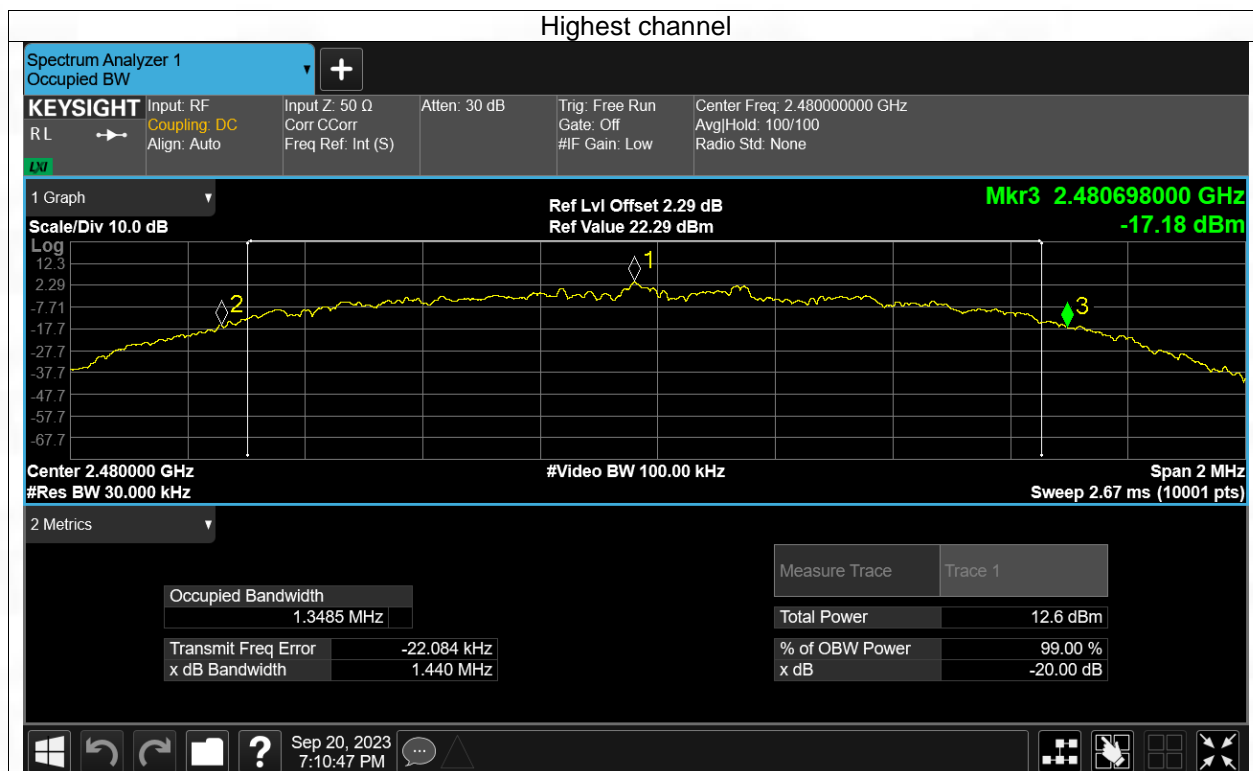 Highest channel
Spectrum Analyzer 1
Occupied BW
KEYSIGHT
R L
LXI
Input: RF
Coupling: DC
Align: Auto
Input Z: 50 Ω
Corr CCorr
Freq Ref: Int (S)
Atten: 30 dB
Trig: Free Run
Gate: Off
#IF Gain: Low
Center Freq: 2.480000000 GHz
Avg|Hold: 100/100
Radio Std: None
1 Graph
Scale/Div 10.0 dB
Ref Lvl Offset 2.29 dB
Ref Value 22.29 dBm
Mkr3 2.480698000 GHz
-17.18 dBm
Log
12.3
2.29
-7.71
-17.7
-27.7
-37.7
-47.7
-57.7
-67.7
1
2
3
Center 2.480000 GHz
#Res BW 30.000 kHz
#Video BW 100.00 kHz
Span 2 MHz
Sweep 2.67 ms (10001 pts)
2 Metrics
Measure Trace Trace 1
Occupied Bandwidth
1.3485 MHz
Total Power 12.6 dBm
Transmit Freq Error -22.084 kHz
% of OBW Power 99.00 %
x dB Bandwidth 1.440 MHz
x dB -20.00 dB
?
Sep 20, 2023
7:10:47 PM